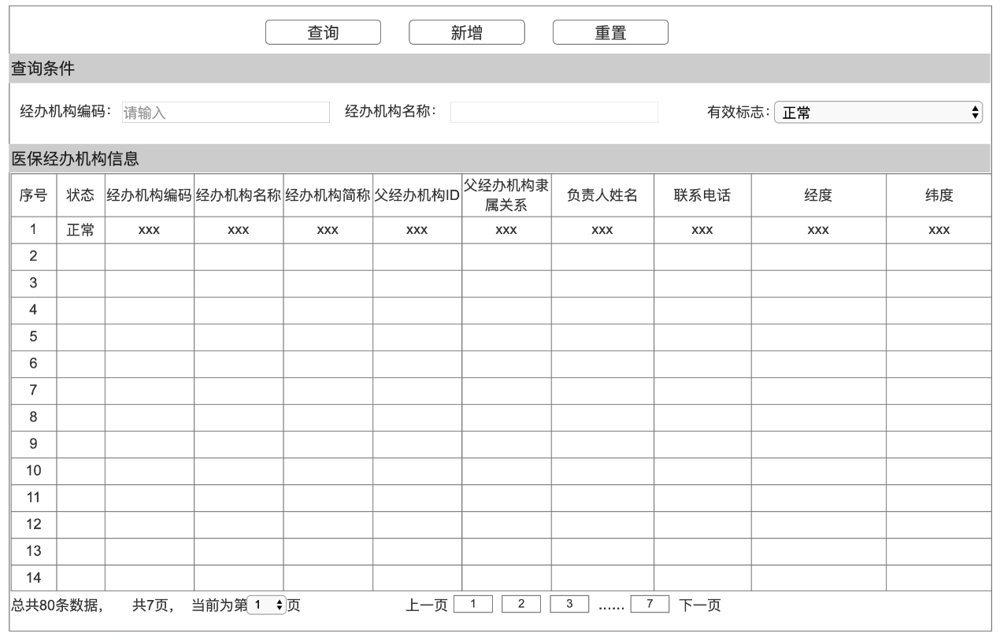 查询 新增 重置
查询条件
经办机构编码： 请输入 经办机构名称： 有效标志： 正常
医保经办机构信息
序号 状态 经办机构编码 经办机构名称 经办机构简称 父经办机构ID 父经办机构隶属关系 负责人姓名 联系电话 经度 纬度
1 正常 xxx xxx xxx xxx xxx xxx xxx xxx xxx
2
3
4
5
6
7
8
9
10
11
12
13
14
总共80条数据， 共7页， 当前为第 1 页 上一页 1 2 3 ...... 7 下一页